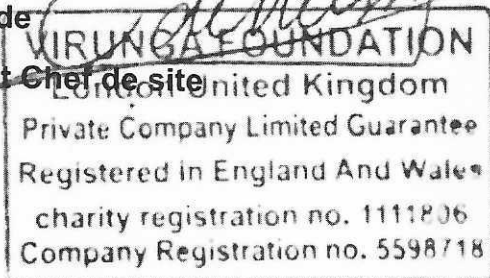 de
VIRUNGA FOUNDATION
Chef de site
London United Kingdom
Private Company Limited Guarantee
Registered in England And Wales
charity registration no. 1111806
Company Registration no. 5598718